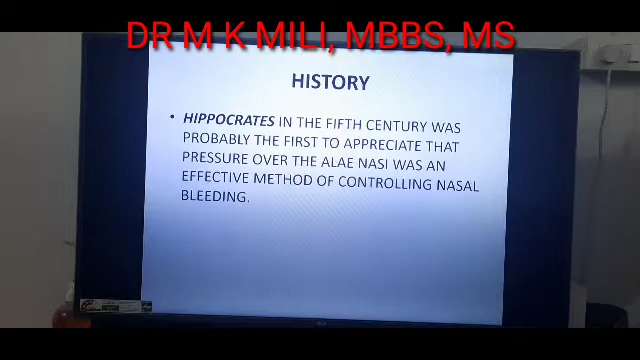 DR M K MILI, MBBS, MS
HISTORY
• HIPPOCRATES IN THE FIFTH CENTURY WAS
PROBABLY THE FIRST TO APPRECIATE THAT
PRESSURE OVER THE ALAE NASI WAS AN
EFFECTIVE METHOD OF CONTROLLING NASAL
BLEEDING.